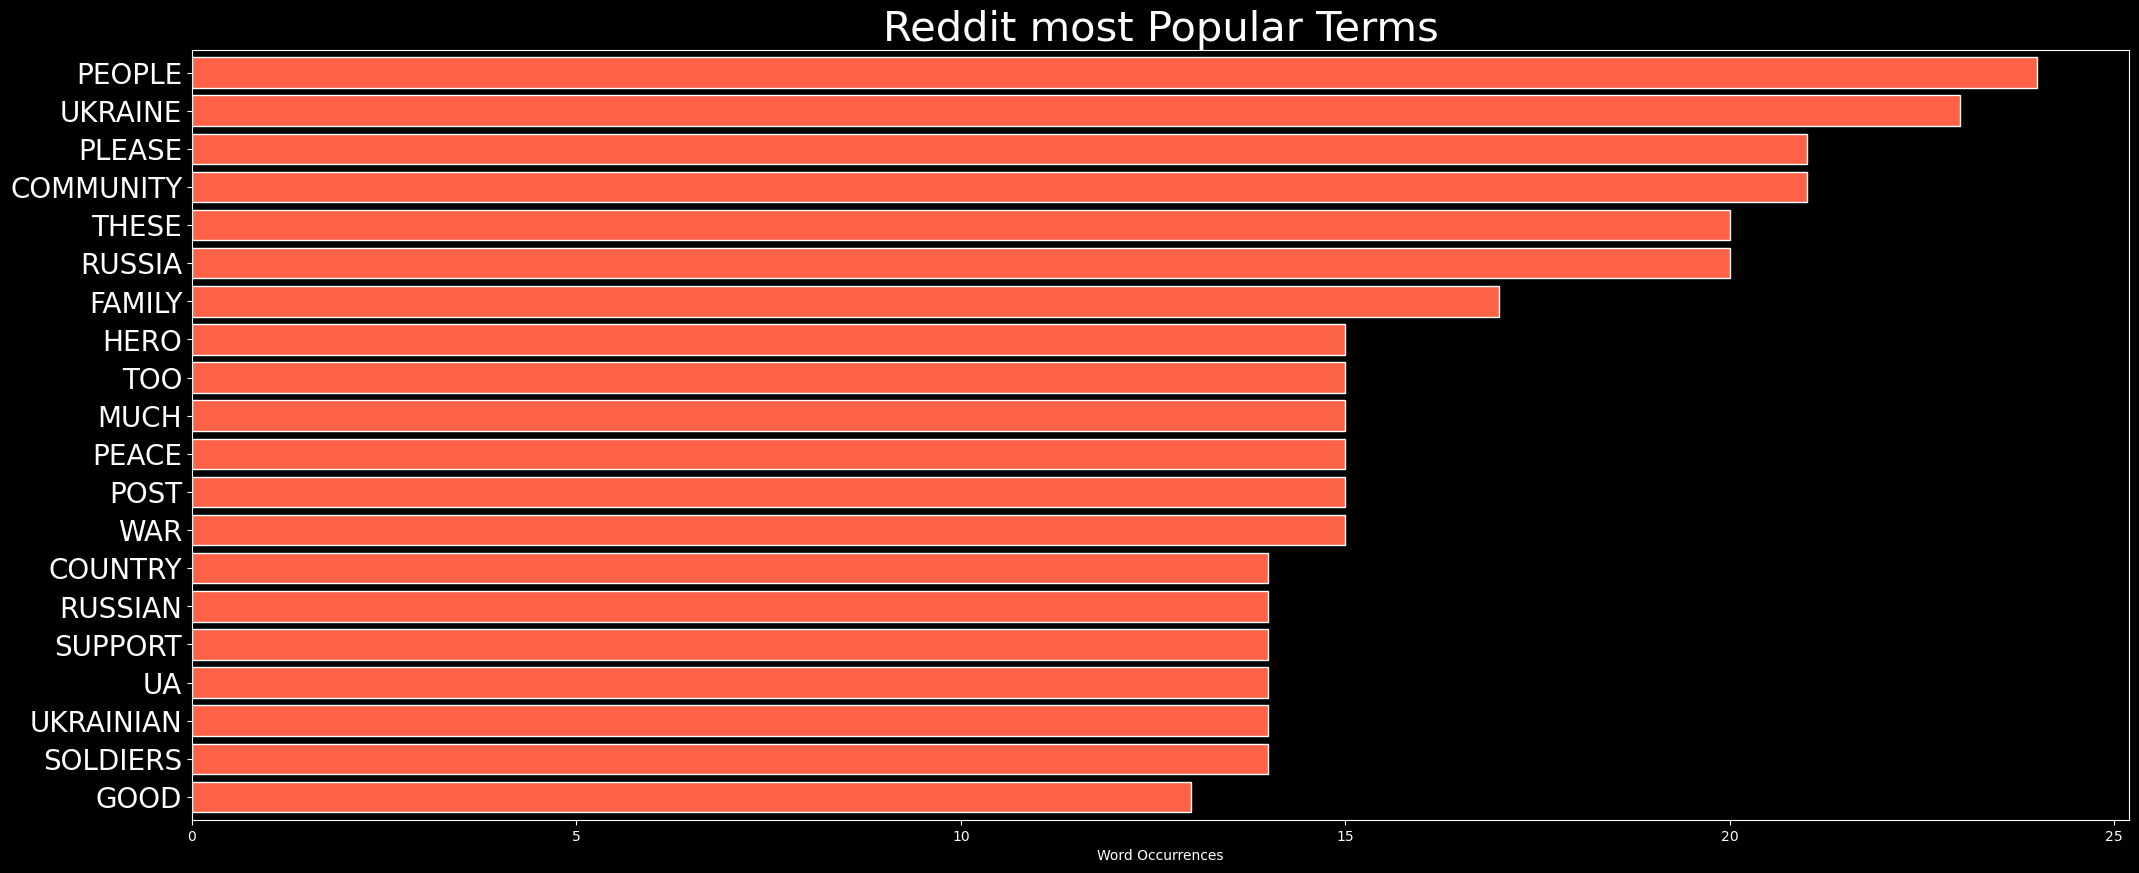 Reddit most Popular Terms
PEOPLE
UKRAINE
PLEASE
COMMUNITY
THESE
RUSSIA
FAMILY
HERO
TOO
MUCH
PEACE
POST
WAR
COUNTRY
RUSSIAN
SUPPORT
UA
UKRAINIAN
SOLDIERS
GOOD
0 5 10 15 20 25
Word Occurrences